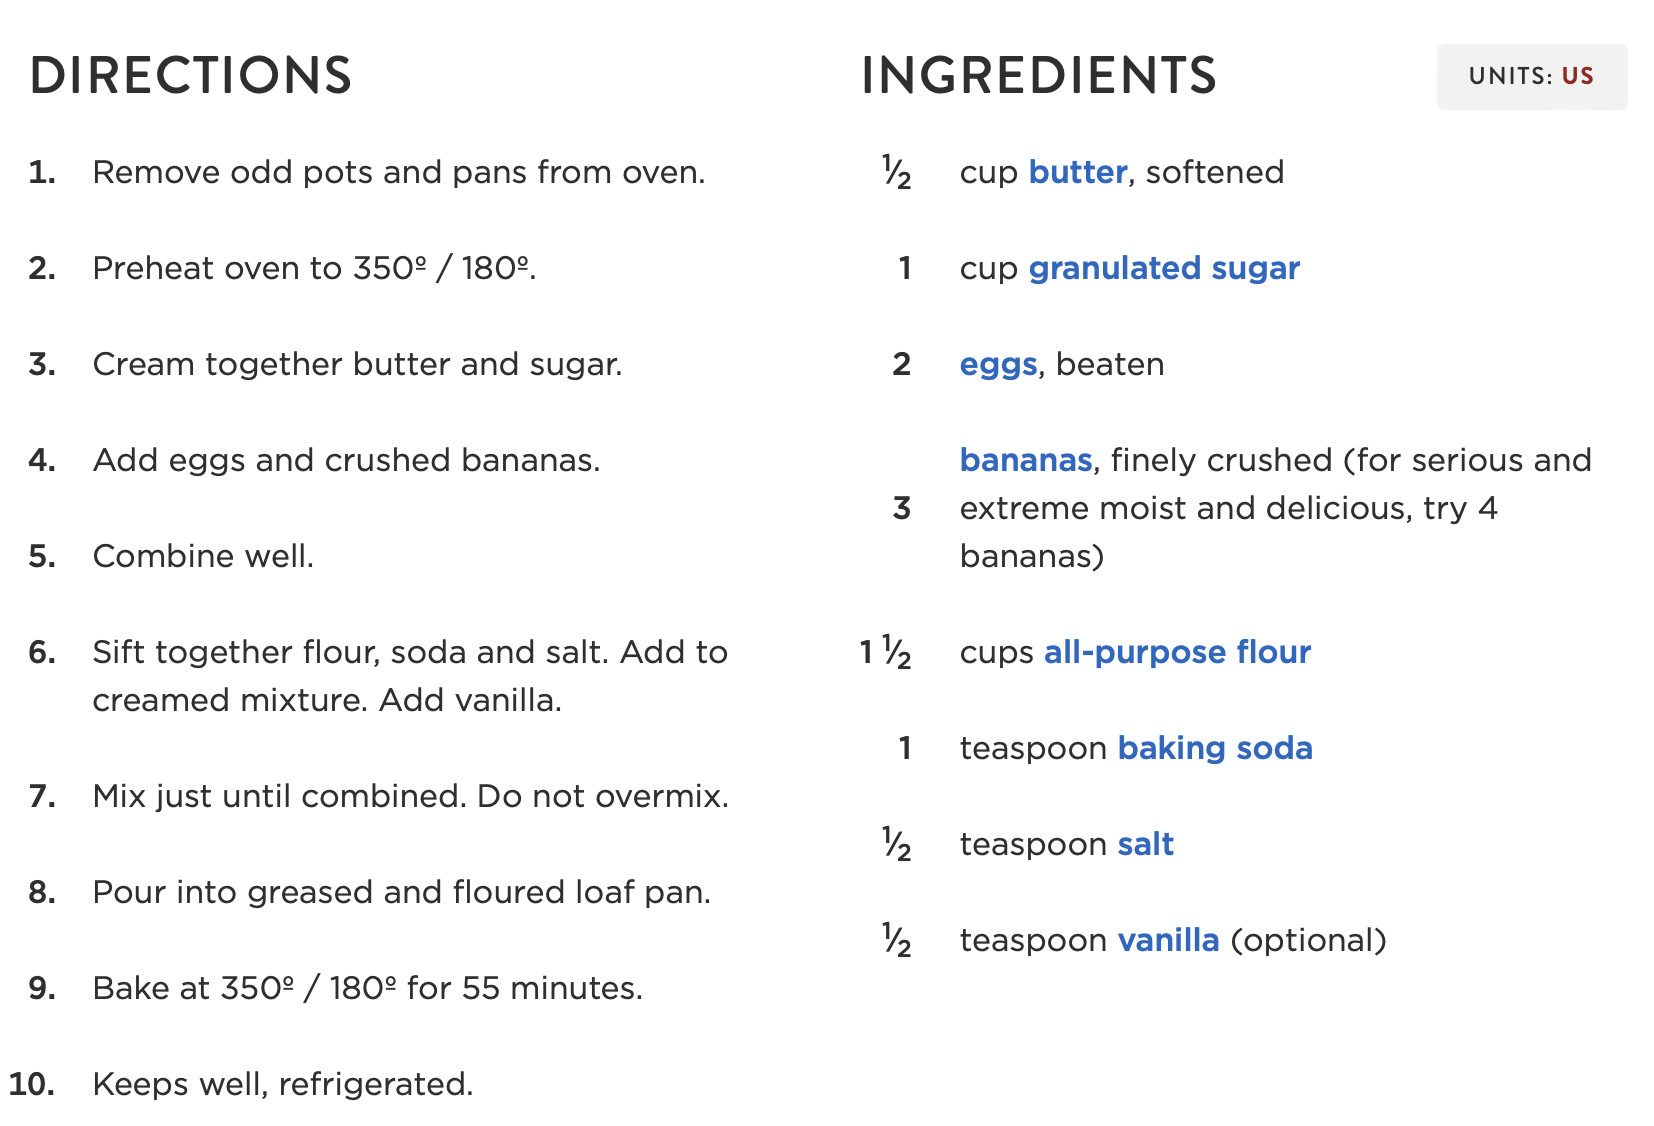 DIRECTIONS
1. Remove odd pots and pans from oven.
2. Preheat oven to 350º / 180º.
3. Cream together butter and sugar.
4. Add eggs and crushed bananas.
5. Combine well.
6. Sift together flour, soda and salt. Add to
creamed mixture. Add vanilla.
7. Mix just until combined. Do not overmix.
8. Pour into greased and floured loaf pan.
9. Bake at 350º / 180º for 55 minutes.
10. Keeps well, refrigerated.
INGREDIENTS
UNITS: US
1⁄2 cup butter, softened
1 cup granulated sugar
2 eggs, beaten
bananas, finely crushed (for serious and
3 extreme moist and delicious, try 4
bananas)
1 1⁄2 cups all-purpose flour
1 teaspoon baking soda
1⁄2 teaspoon salt
1⁄2 teaspoon vanilla (optional)